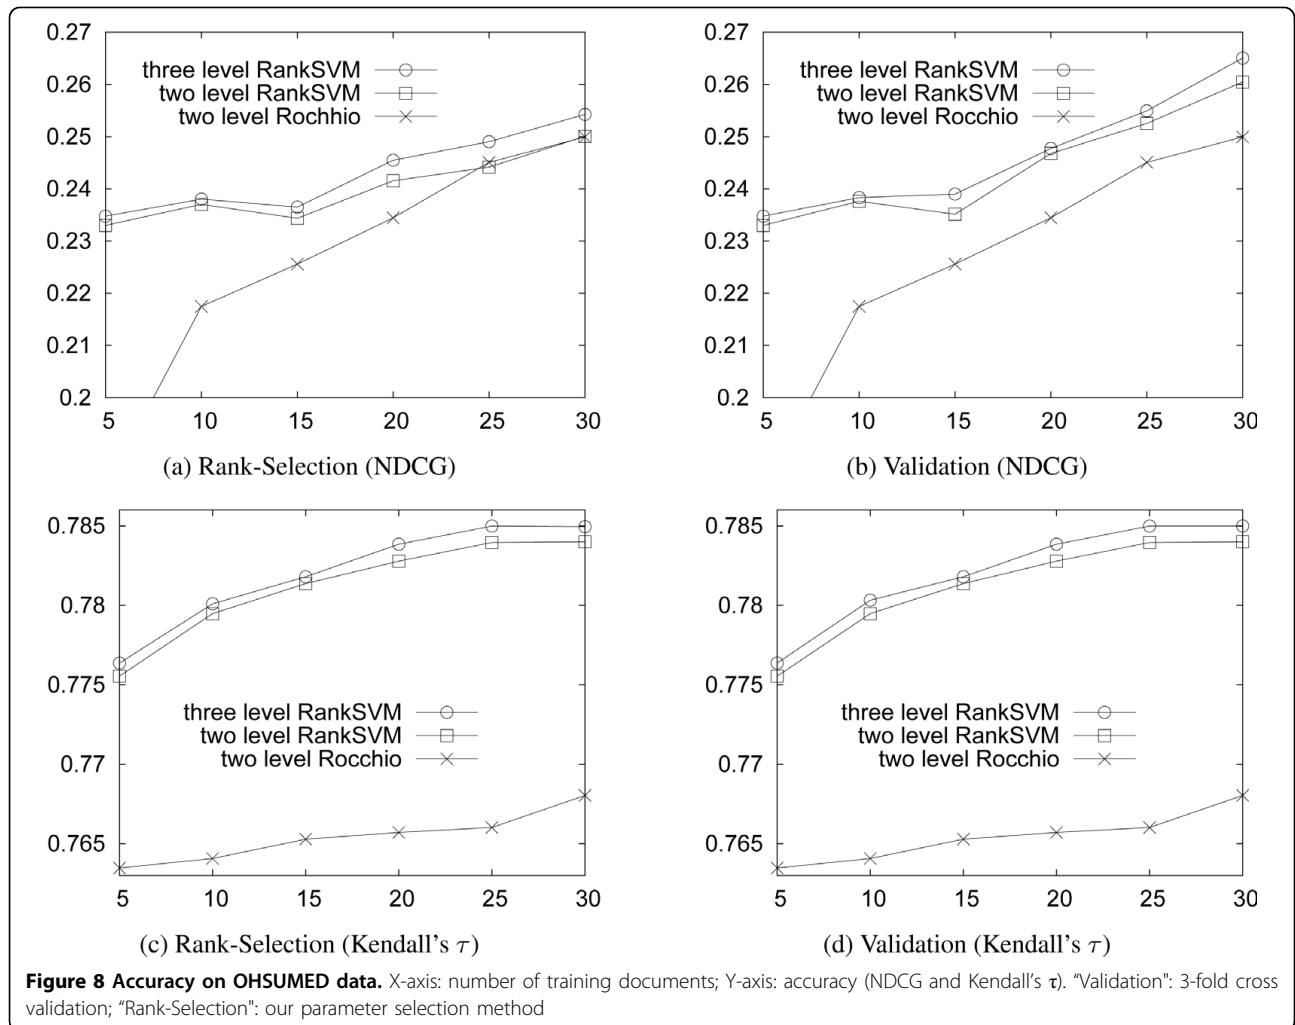 0.27
0.26
0.25
0.24
0.23
0.22
0.21
0.2
5 10 15 20 25 30
three level RankSVM
two level RankSVM
two level Rochhio
(a) Rank-Selection (NDCG)
0.27
0.26
0.25
0.24
0.23
0.22
0.21
0.2
5 10 15 20 25 30
three level RankSVM
two level RankSVM
two level Rocchio
(b) Validation (NDCG)
0.785
0.78
0.775
0.77
0.765
5 10 15 20 25 30
three level RankSVM
two level RankSVM
two level Rocchio
(c) Rank-Selection (Kendall's τ)
0.785
0.78
0.775
0.77
0.765
5 10 15 20 25 30
three level RankSVM
two level RankSVM
two level Rocchio
(d) Validation (Kendall's τ)
Figure 8 Accuracy on OHSUMED data. X-axis: number of training documents; Y-axis: accuracy (NDCG and Kendall's τ). “Validation": 3-fold cross
validation; “Rank-Selection": our parameter selection method